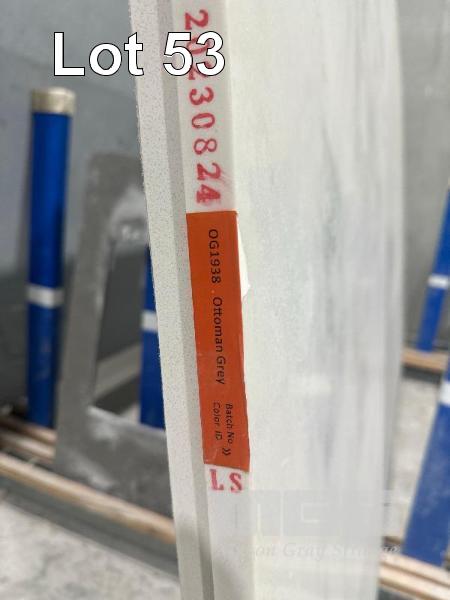 Lot 53
20230824
OG1938 Ottoman Grey
Batch No »
Color ID
LS